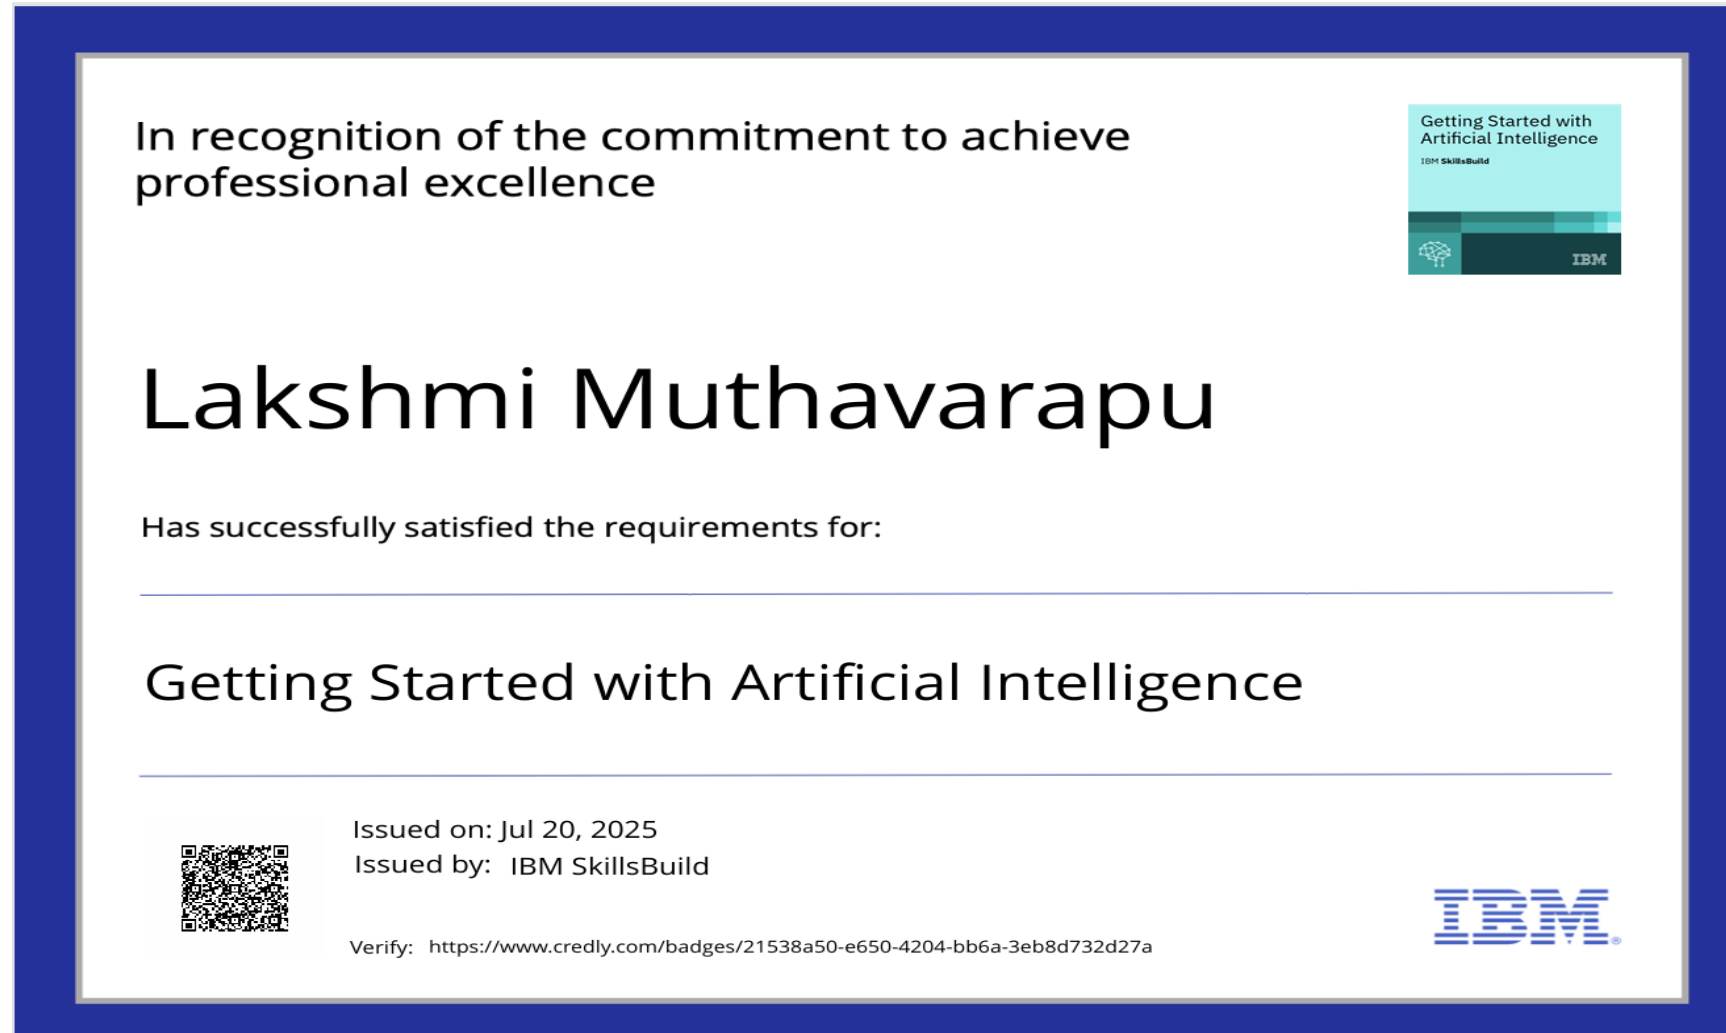 In recognition of the commitment to achieve
professional excellence
Getting Started with
Artificial Intelligence
IBM SkillsBuild
IBM
Lakshmi Muthavarapu
Has successfully satisfied the requirements for:
Getting Started with Artificial Intelligence
Issued on: Jul 20, 2025
Issued by: IBM SkillsBuild
Verify: https://www.credly.com/badges/21538a50-e650-4204-bb6a-3eb8d732d27a
IBM®